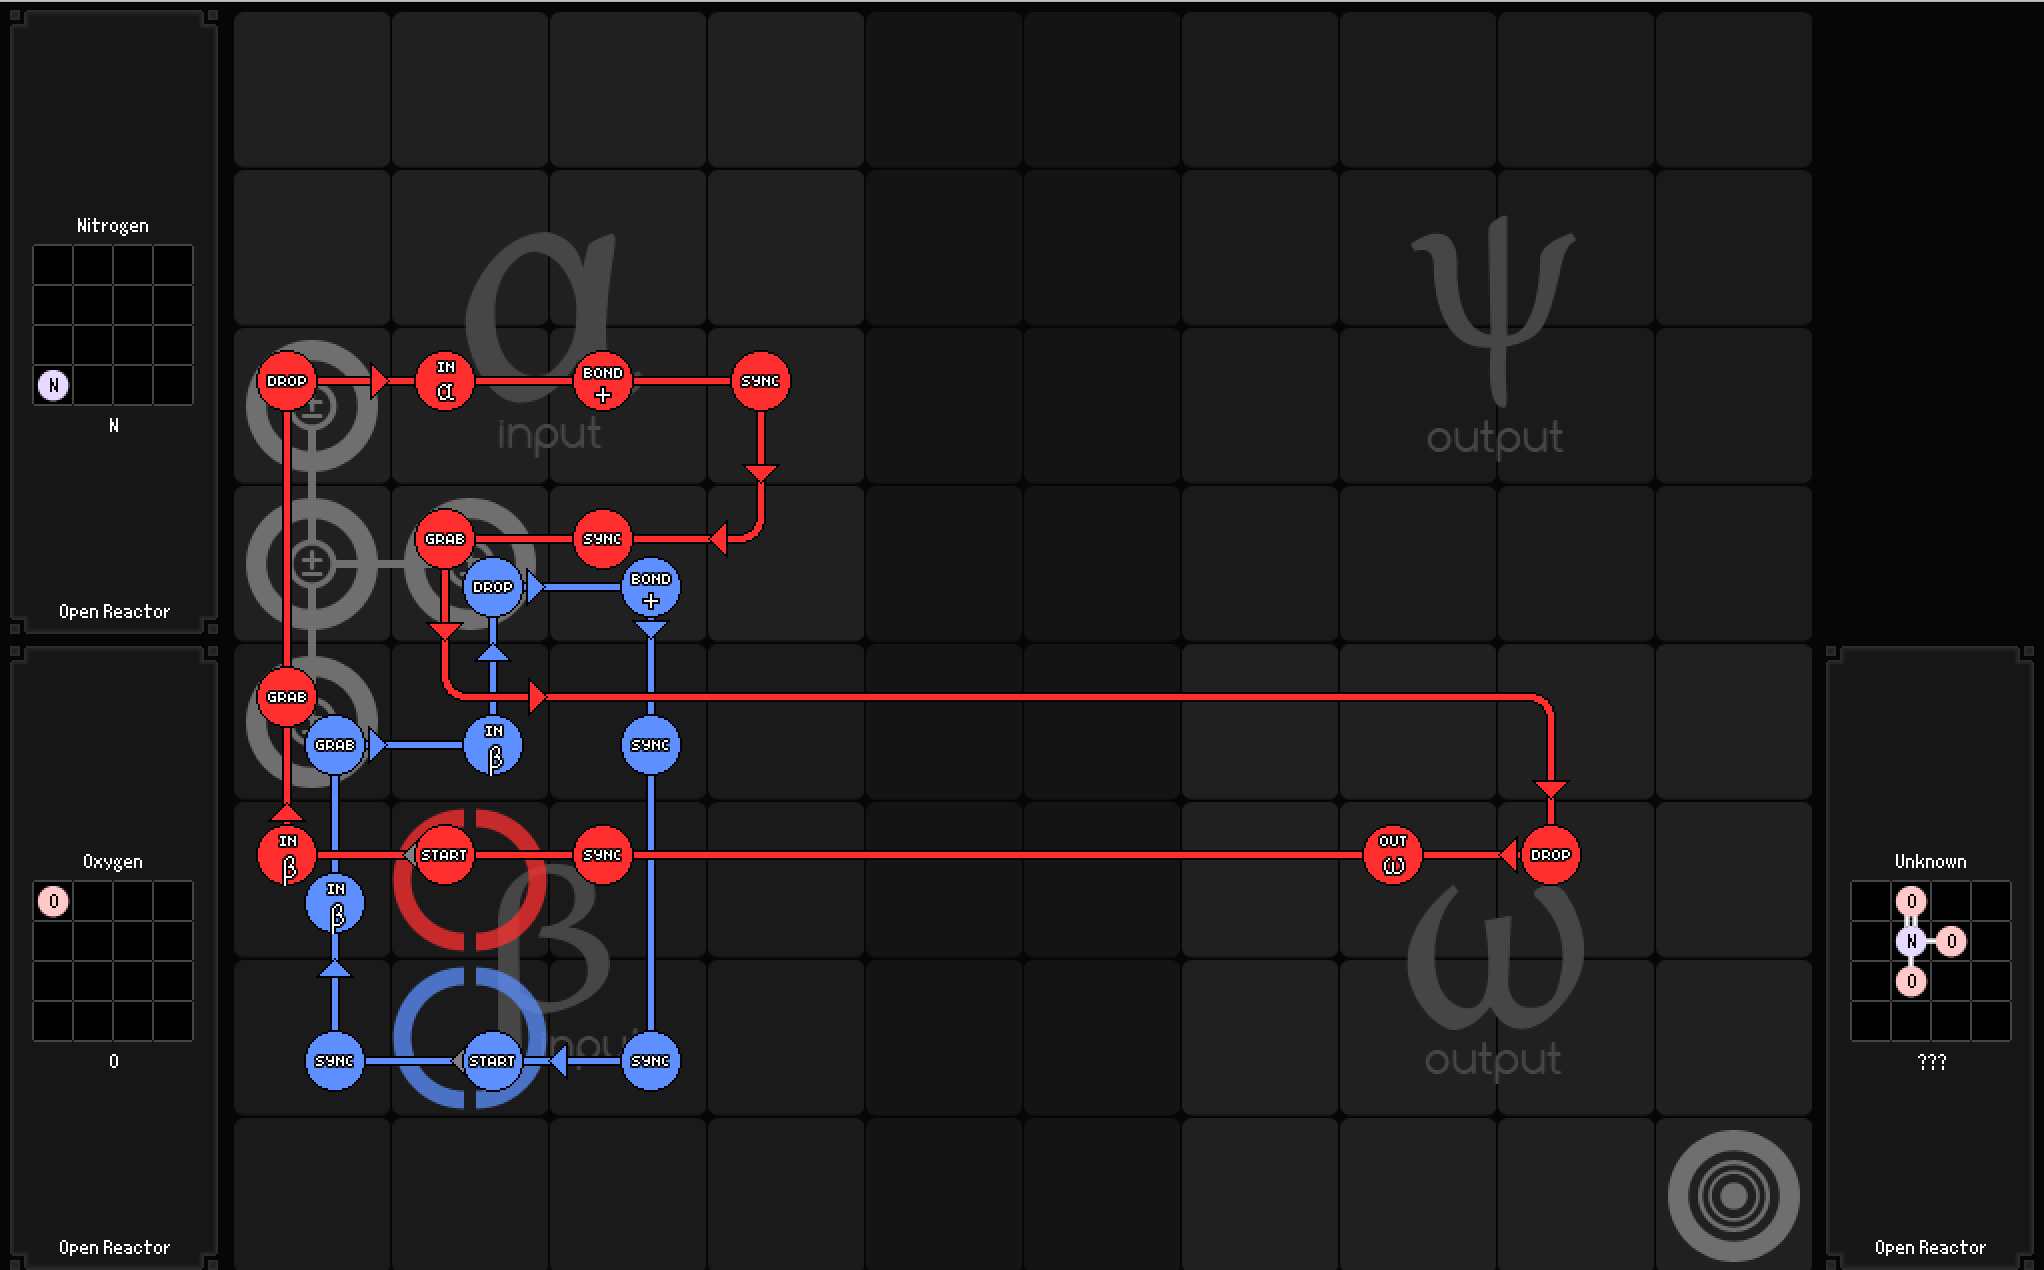 Nitrogen
N
N
Open Reactor
Oxygen
O
O
Open Reactor
α
input
ψ
output
β
input
ω
output
DROP
IN α
BOND +
SYNC
GRAB
SYNC
DROP
BOND +
GRAB
GRAB
IN β
SYNC
IN β
START
SYNC
OUT ω
DROP
IN β
SYNC
START
SYNC
Unknown
O
N O
O
???
Open Reactor